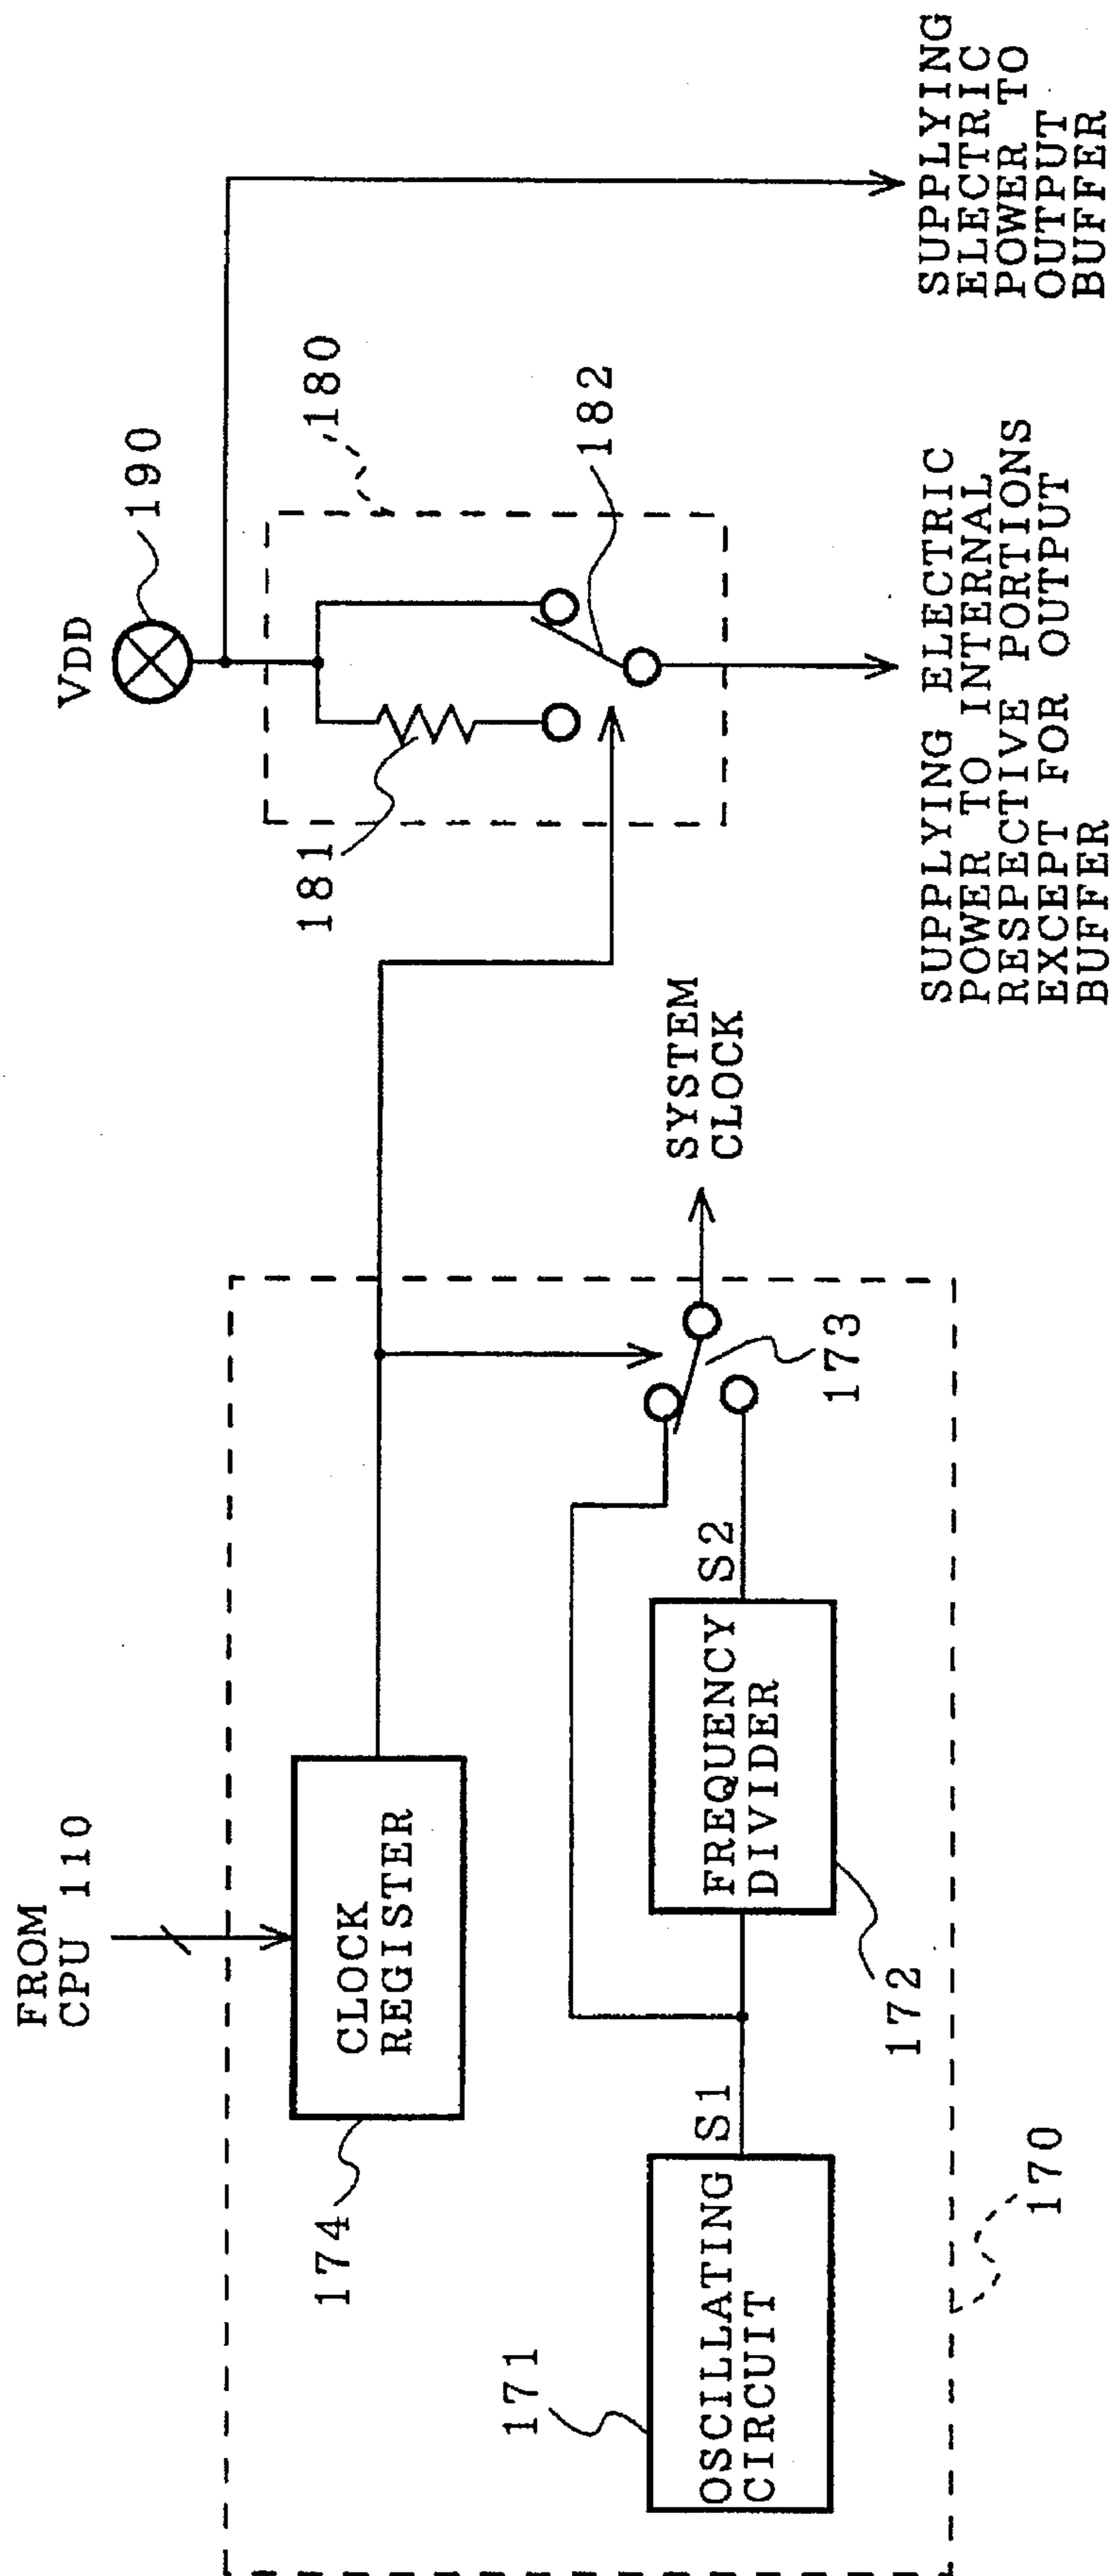 FROM
CPU 110
174
CLOCK
REGISTER
171
OSCILLATING
CIRCUIT
S1
172
FREQUENCY
DIVIDER
S2
173
170
SYSTEM
CLOCK
VDD
190
180
181
182
SUPPLYING ELECTRIC
POWER TO INTERNAL
RESPECTIVE PORTIONS
EXCEPT FOR OUTPUT
BUFFER
SUPPLYING
ELECTRIC
POWER TO
OUTPUT
BUFFER